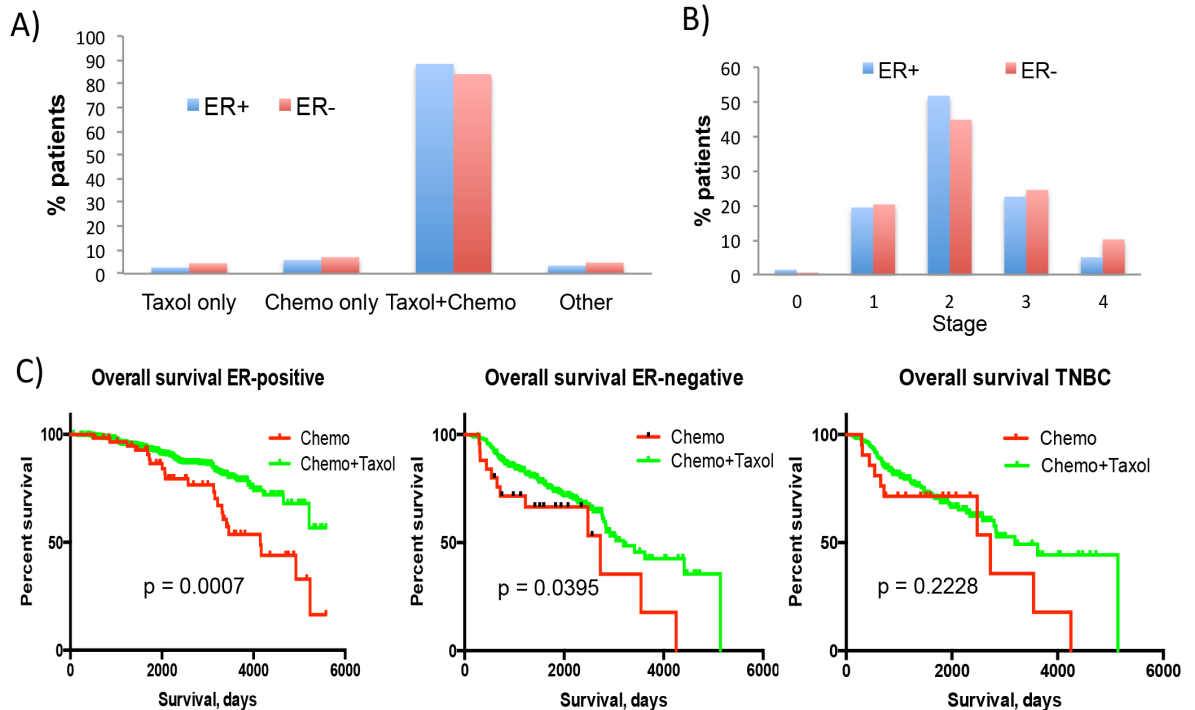 A)
% patients
100
90
80
70
60
50
40
30
20
10
0
ER+ ER-
Taxol only Chemo only Taxol+Chemo Other
B)
% patients
60
50
40
30
20
10
0
ER+ ER-
0 1 2 3 4
Stage
C)
Overall survival ER-positive
Percent survival
100
50
0
Chemo
Chemo+Taxol
p = 0.0007
0 2000 4000 6000
Survival, days
Overall survival ER-negative
Percent survival
100
50
0
Chemo
Chemo+Taxol
p = 0.0395
0 2000 4000 6000
Survival, days
Overall survival TNBC
Percent survival
100
50
0
Chemo
Chemo+Taxol
p = 0.2228
0 2000 4000 6000
Survival, days